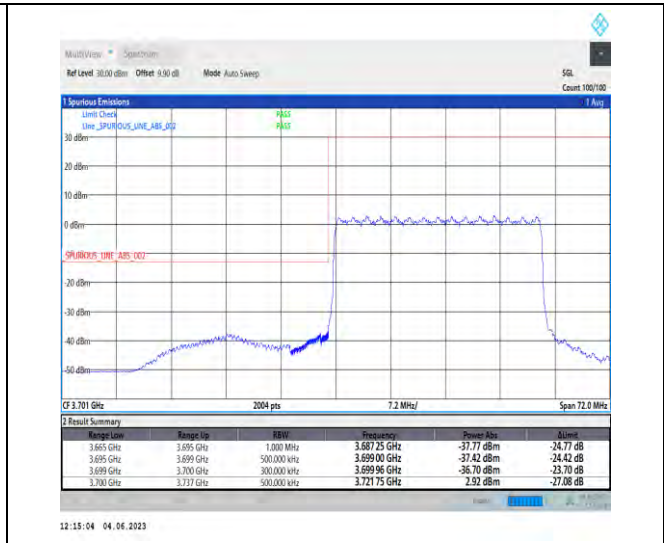 MultiView Spectrum
Ref Level 30.00 dBm Offset 9.90 dB Mode Auto Sweep SGL
Count 100/100
1 Spurious Emissions 1 Avg
Limit Check PASS
Line _SPURIOUS_LINE_ABS_002 PASS
30 dBm
20 dBm
10 dBm
0 dBm
_SPURIOUS_LINE_ABS_002
-20 dBm
-30 dBm
-40 dBm
-50 dBm
CF 3.701 GHz 2004 pts 7.2 MHz/ Span 72.0 MHz
2 Result Summary
Range Low Range Up RBW Frequency Power Abs ΔLimit
3.665 GHz 3.695 GHz 1.000 MHz 3.687 25 GHz -37.77 dBm -24.77 dB
3.695 GHz 3.699 GHz 500.000 kHz 3.699 00 GHz -37.42 dBm -24.42 dB
3.699 GHz 3.700 GHz 300.000 kHz 3.699 96 GHz -36.70 dBm -23.70 dB
3.700 GHz 3.737 GHz 500.000 kHz 3.721 75 GHz 2.92 dBm -27.08 dB
12:15:04 04.06.2023